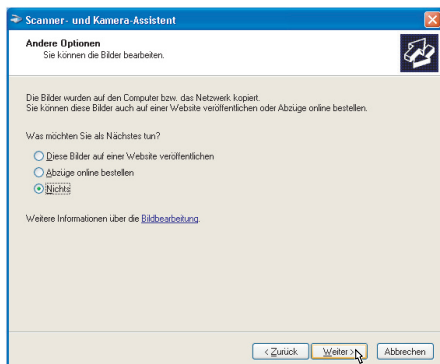 Scanner- und Kamera-Assistent
Andere Optionen
Sie können die Bilder bearbeiten.
Die Bilder wurden auf den Computer bzw. das Netzwerk kopiert.
Sie können diese Bilder auch auf einer Website veröffentlichen oder Abzüge online bestellen.
Was möchten Sie als Nächstes tun?
Diese Bilder auf einer Website veröffentlichen
Abzüge online bestellen
Nichts
Weitere Informationen über die Bildbearbeitung.
< Zurück Weiter > Abbrechen